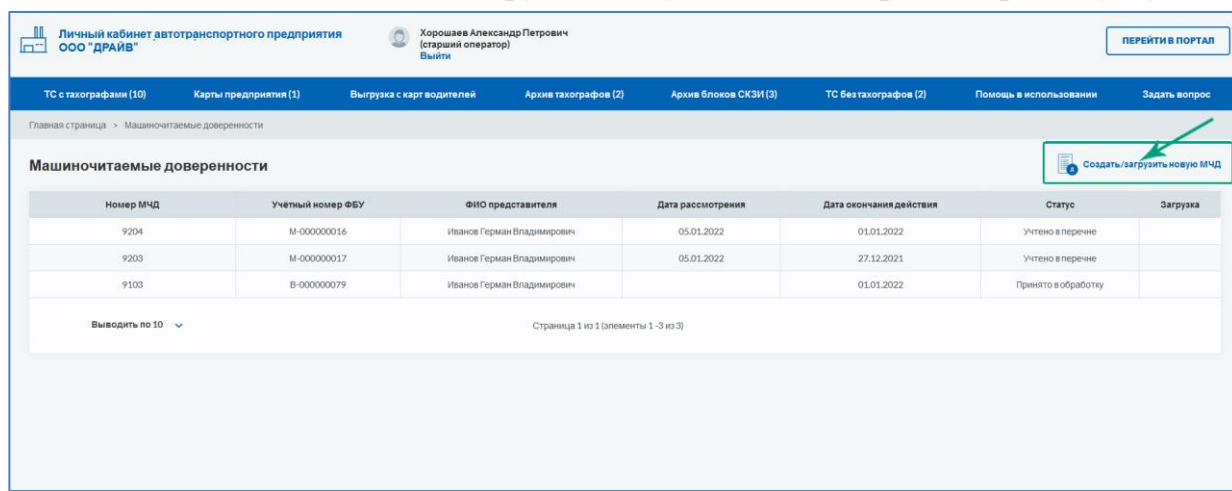 Личный кабинет автотранспортного предприятия
ООО "ДРАЙВ"
Хорошаев Александр Петрович
(старший оператор)
Выйти
ПЕРЕЙТИ В ПОРТАЛ
ТС с тахографами (10) Карты предприятия (1) Выгрузка с карт водителей Архив тахографов (2) Архив блоков СКЗИ (3) ТС без тахографов (2) Помощь в использовании Задать вопрос
Главная страница > Машиночитаемые доверенности
Машиночитаемые доверенности
Создать/загрузить новую МЧД
Номер МЧД Учётный номер ФБУ ФИО представителя Дата рассмотрения Дата окончания действия Статус Загрузка
9204 M-000000016 Иванов Герман Владимирович 05.01.2022 01.01.2022 Учтено в перечне
9203 M-000000017 Иванов Герман Владимирович 05.01.2022 27.12.2021 Учтено в перечне
9103 B-000000079 Иванов Герман Владимирович 01.01.2022 Принято в обработку
Выводить по 10 Страница 1 из 1 (элементы 1 -3 из 3)